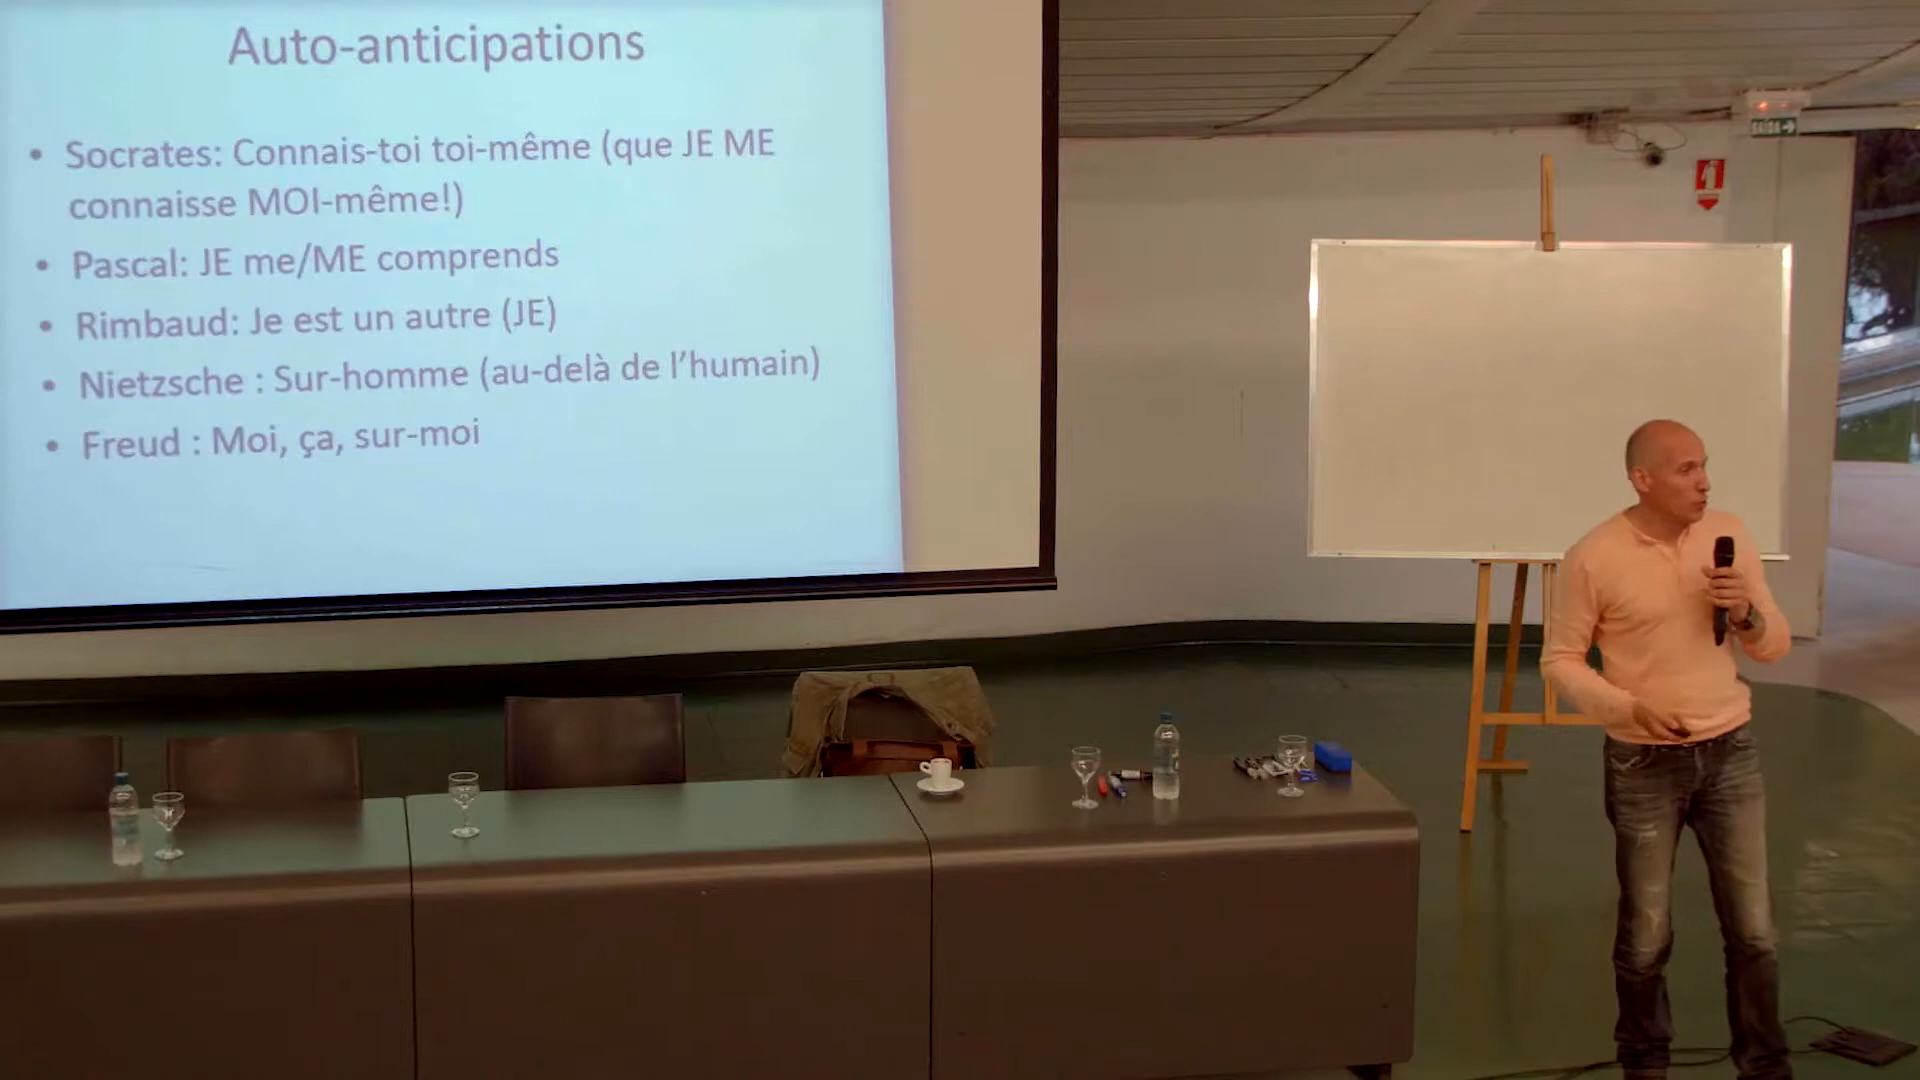 Auto-anticipations
• Socrates: Connais-toi toi-même (que JE ME
connaisse MOI-même!)
• Pascal: JE me/ME comprends
• Rimbaud: Je est un autre (JE)
• Nietzsche : Sur-homme (au-delà de l’humain)
• Freud : Moi, ça, sur-moi